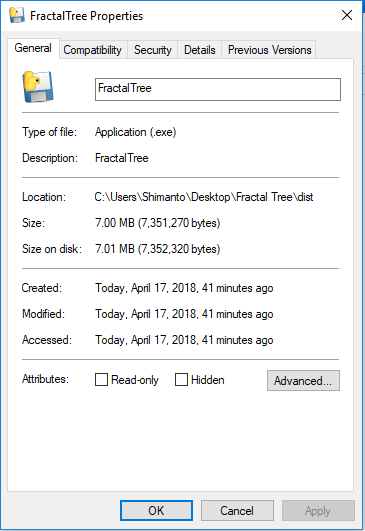 FractalTree Properties
General Compatibility Security Details Previous Versions
FractalTree
Type of file: Application (.exe)
Description: FractalTree
Location: C:\Users\Shimanto\Desktop\Fractal Tree\dist
Size: 7.00 MB (7,351,270 bytes)
Size on disk: 7.01 MB (7,352,320 bytes)
Created: Today, April 17, 2018, 41 minutes ago
Modified: Today, April 17, 2018, 41 minutes ago
Accessed: Today, April 17, 2018, 41 minutes ago
Attributes: Read-only Hidden Advanced...
OK Cancel Apply